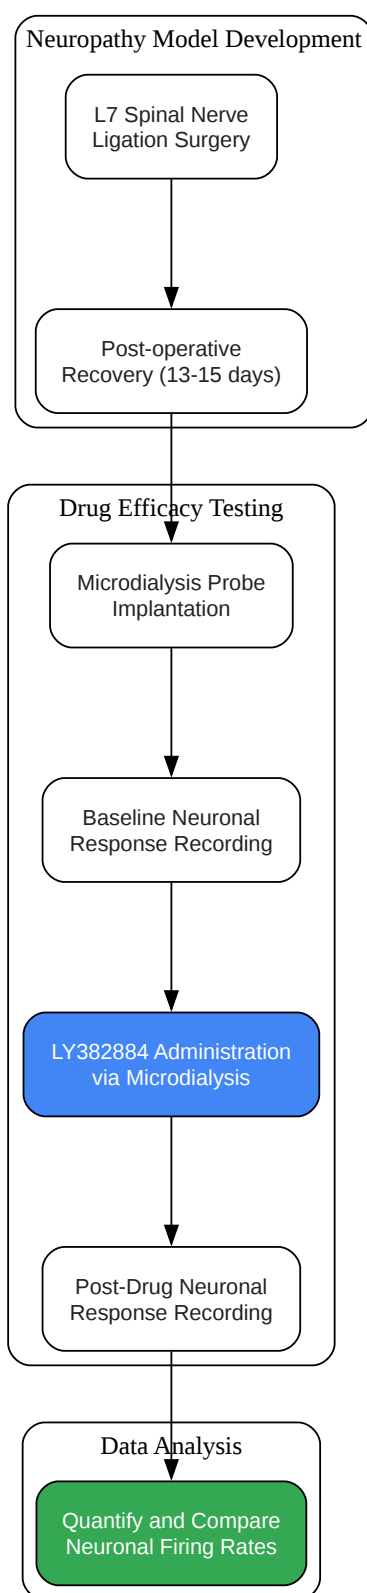 Neuropathy Model Development
L7 Spinal Nerve
Ligation Surgery
Post-operative
Recovery (13-15 days)
Drug Efficacy Testing
Microdialysis Probe
Implantation
Baseline Neuronal
Response Recording
LY382884 Administration
via Microdialysis
Post-Drug Neuronal
Response Recording
Data Analysis
Quantify and Compare
Neuronal Firing Rates